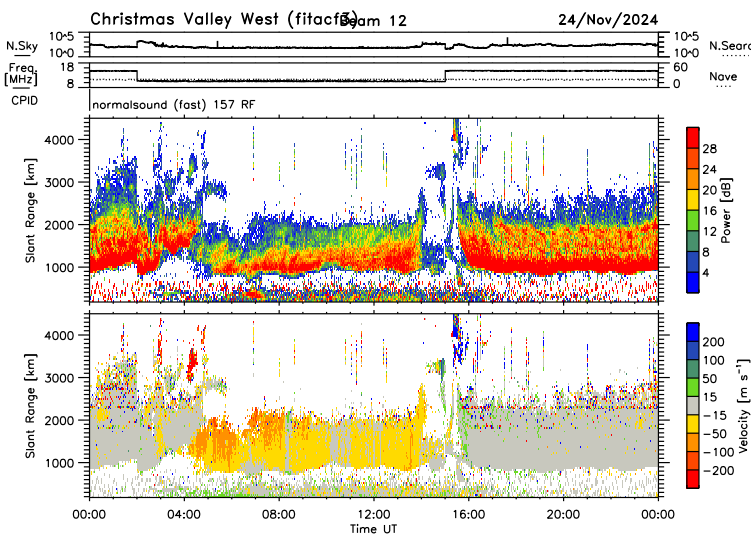 Christmas Valley West (fitacf3) Beam 12 24/Nov/2024
N.Sky 10^5 10^0 10^5 10^0 N.Searc
Freq [MHz] 18 8 60 0 Nave
CPID normalsound (fast) 157 RF
Slant Range [km] 4000 3000 2000 1000
Power [dB] 28 24 20 16 12 8 4
Slant Range [km] 4000 3000 2000 1000
Velocity [m s⁻¹] 200 100 50 15 -15 -50 -100 -200
00:00 04:00 08:00 12:00 16:00 20:00 00:00
Time UT